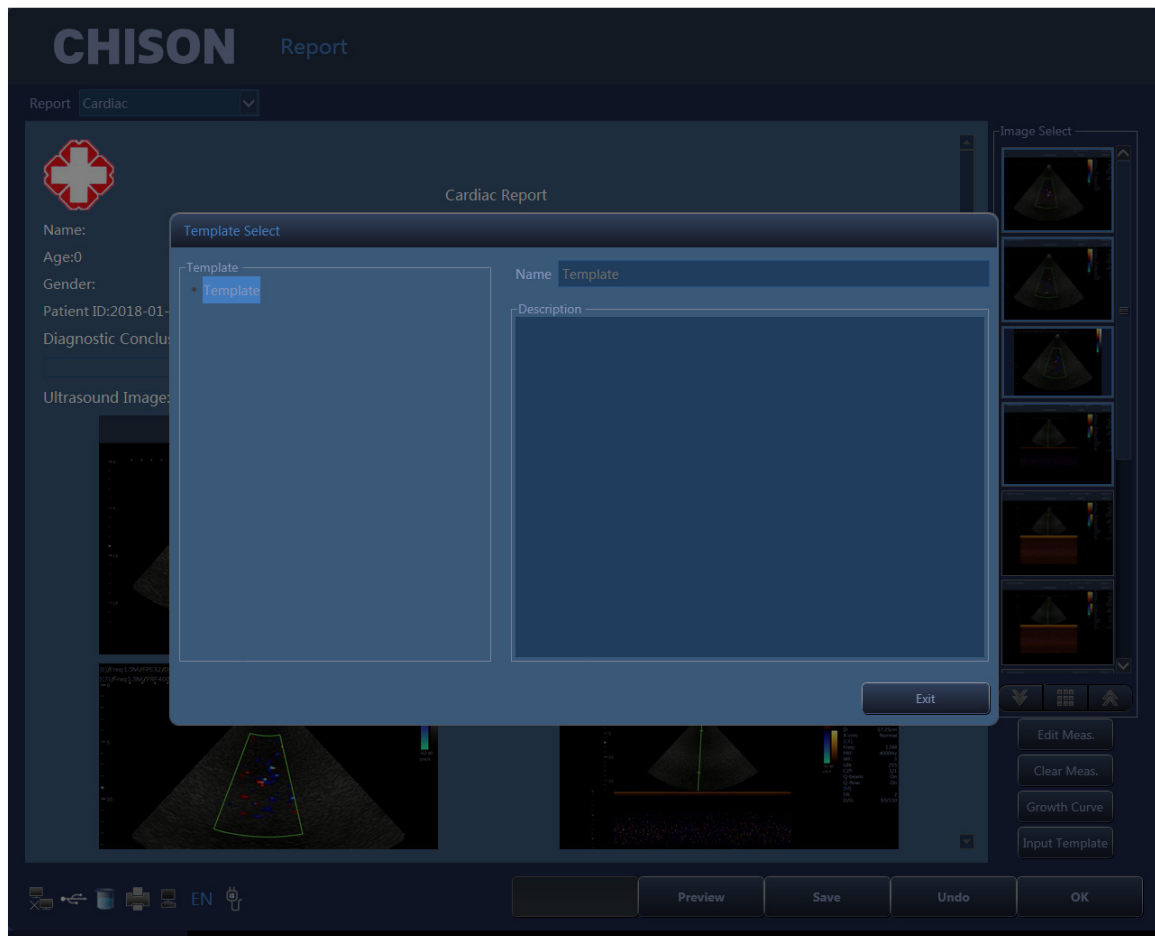 CHISON Report
Report Cardiac
Image Select
Cardiac Report
Name:
Age:0
Gender:
Patient ID:2018-01-
Diagnostic Conclu
Ultrasound Image:
Template Select
Template
Template
Name Template
Description
Exit
Edit Meas.
Clear Meas.
Growth Curve
Input Template
EN
Preview Save Undo OK